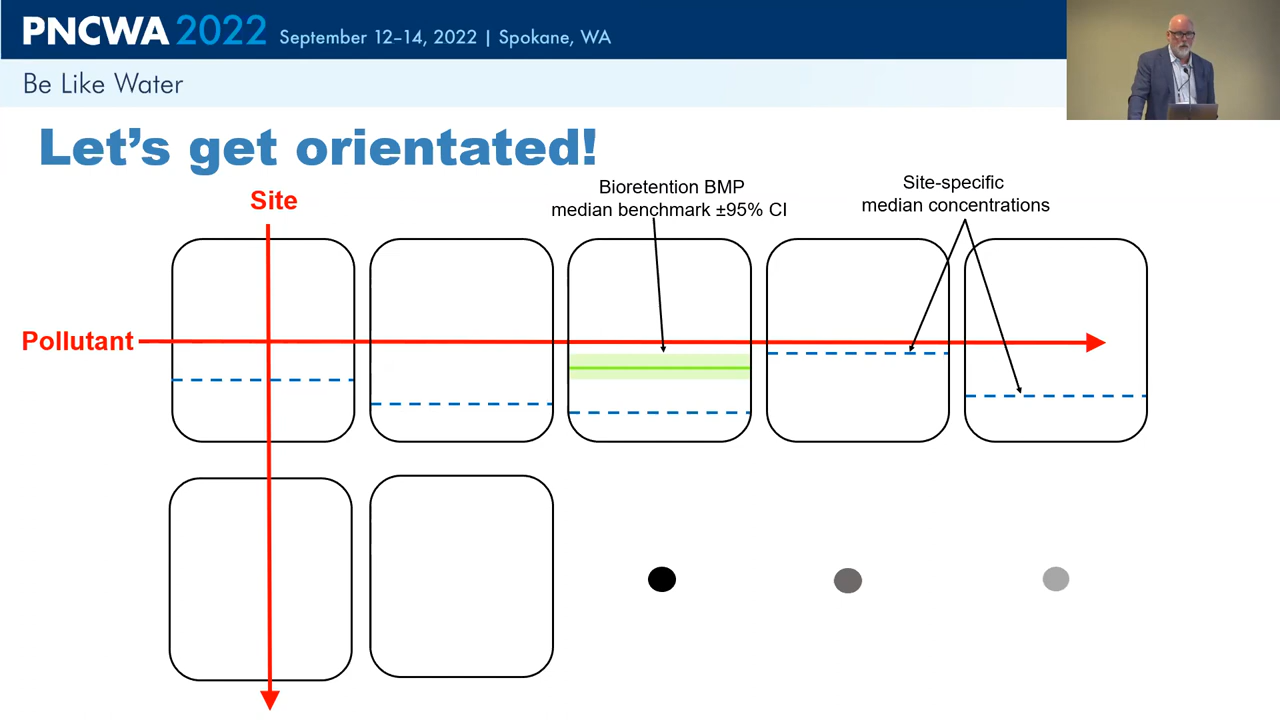 PNCWA 2022 September 12–14, 2022 | Spokane, WA
Be Like Water
Let's get orientated!
Site
Bioretention BMP
median benchmark ±95% CI
Site-specific
median concentrations
Pollutant